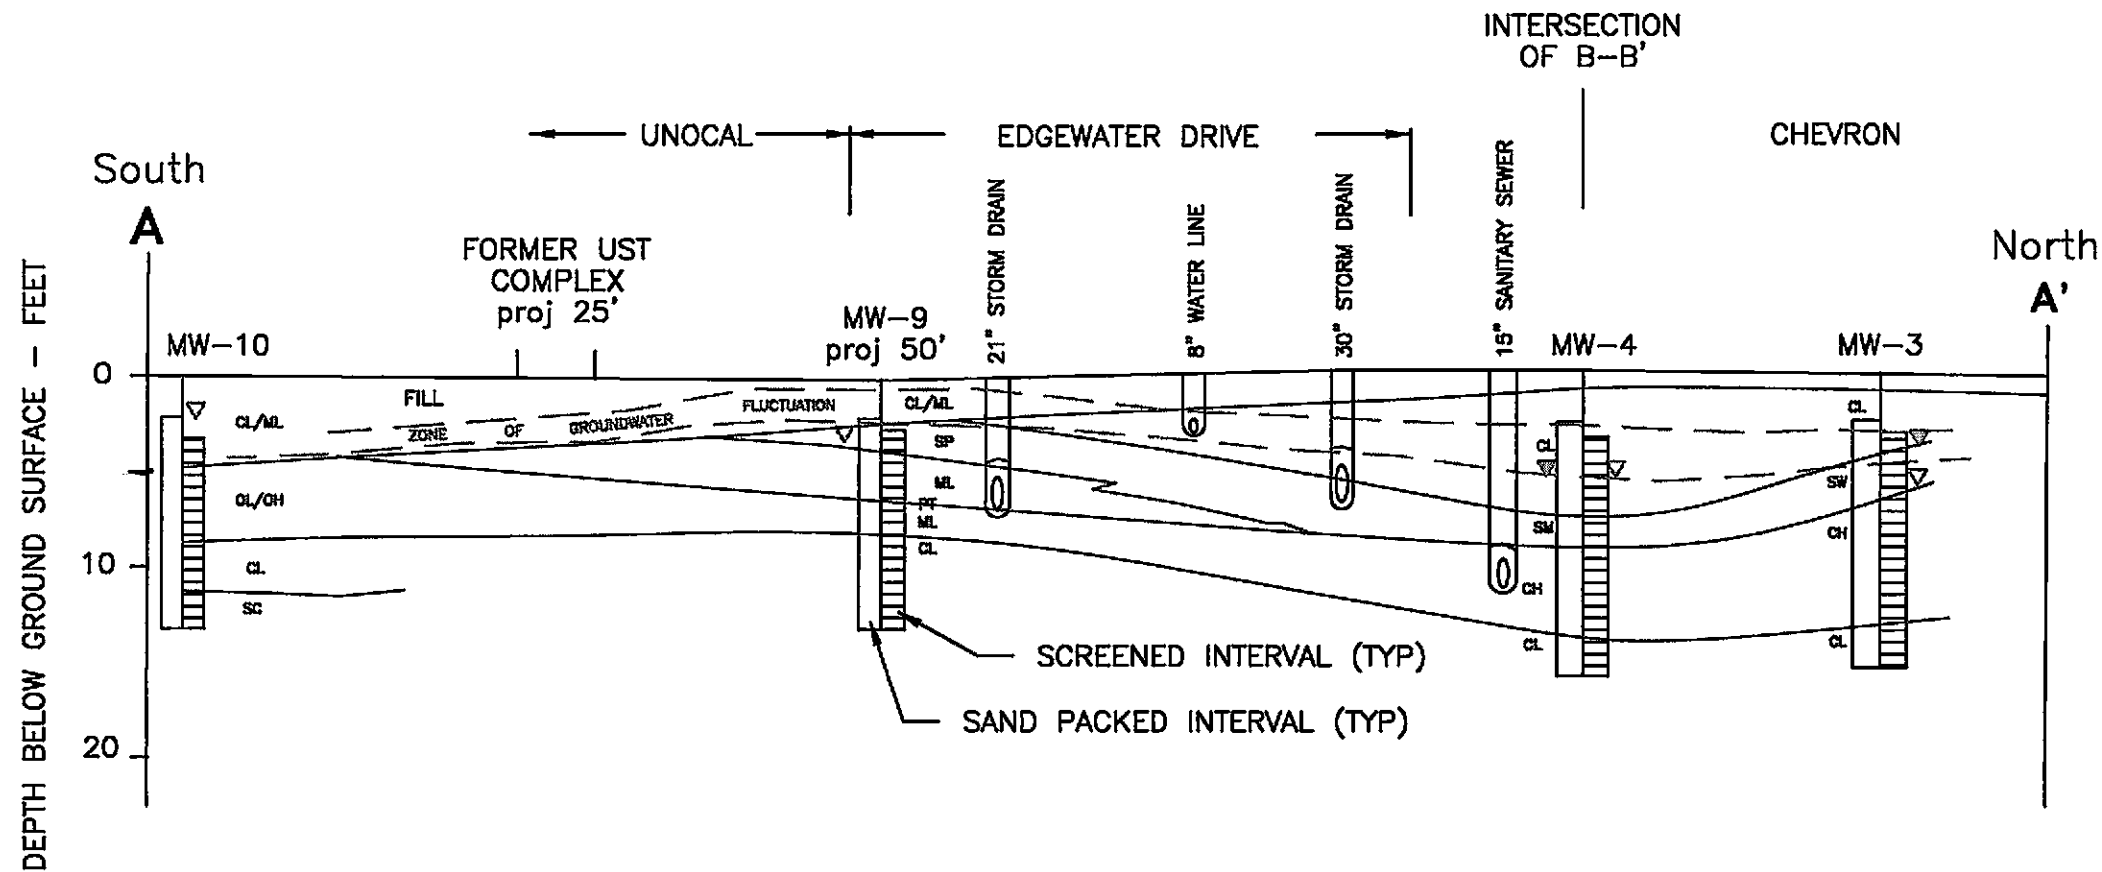 INTERSECTION
OF B-B'
UNOCAL
EDGEWATER DRIVE
CHEVRON
South
A
North
A'
FORMER UST
COMPLEX
proj 25'
MW-10
MW-9
proj 50'
21" STORM DRAIN
8" WATER LINE
30" STORM DRAIN
15" SANITARY SEWER
MW-4
MW-3
DEPTH BELOW GROUND SURFACE - FEET
0
10
20
FILL
CL/ML
ZONE OF GROUNDWATER FLUCTUATION
CL/ML
SP
ML
PT
ML
CL
OL/OH
CL
SC
CL
SM
CH
CL
CL
SW
CH
CL
SCREENED INTERVAL (TYP)
SAND PACKED INTERVAL (TYP)